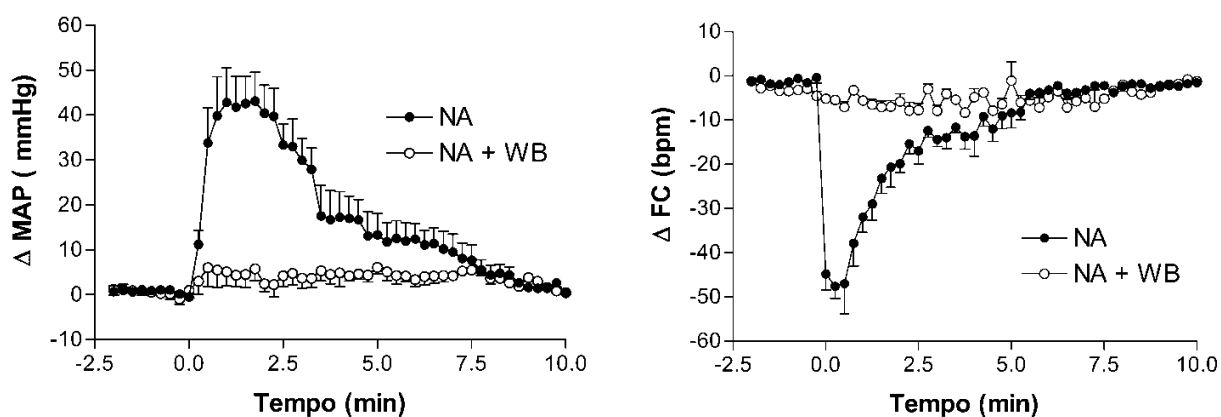 Δ MAP ( mmHg)
60
50
40
30
20
10
0
-10
NA
NA + WB
-2.5 0.0 2.5 5.0 7.5 10.0
Tempo (min)
Δ FC (bpm)
10
0
-10
-20
-30
-40
-50
-60
NA
NA + WB
-2.5 0.0 2.5 5.0 7.5 10.0
Tempo (min)